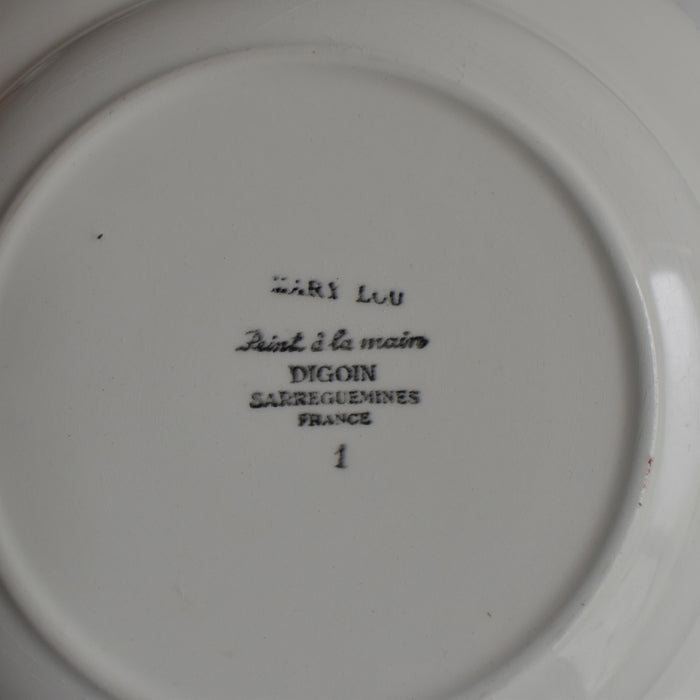 MARY LOU
Peint à la main
DIGOIN
SARREGUEMINES
FRANCE
1